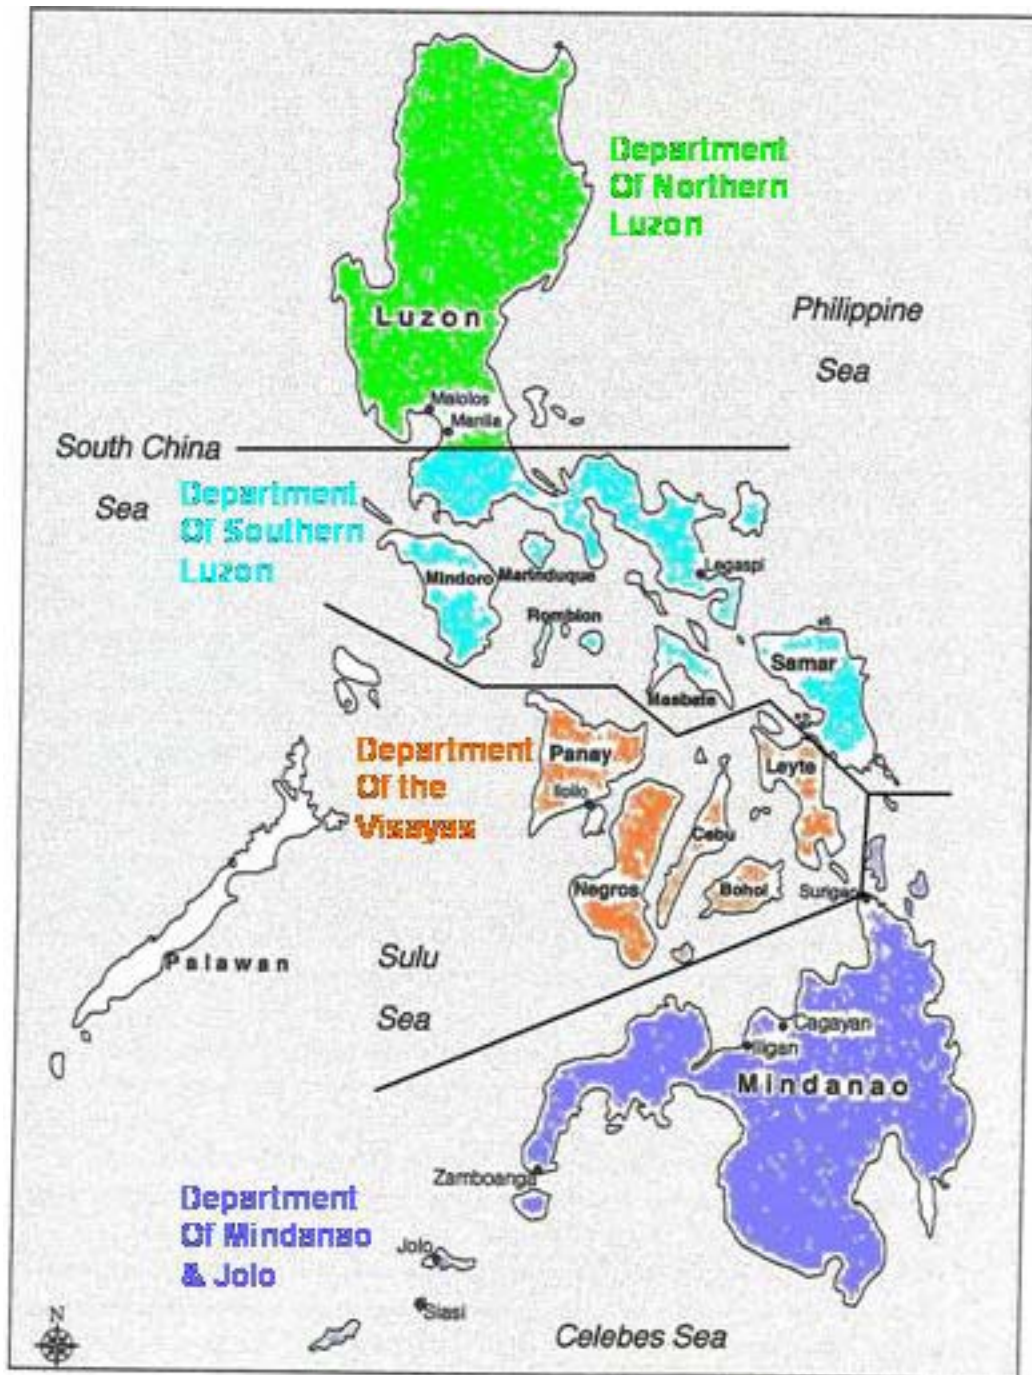 Department
Of Northern
Luzon
Luzon
Philippine
Sea
Malolos
Manila
South China
Sea
Department
Of Southern
Luzon
Legaspi
Mindoro
Marinduque
Romblon
Samar
Masbate
Department
Of the
Visayas
Panay
Iloilo
Leyte
Cebu
Negros
Bohol
Surigao
Palawan
Sulu
Sea
Cagayan
Iligan
Mindanao
Zamboanga
Department
Of Mindanao
& Jolo
Jolo
Siasi
Celebes Sea
N